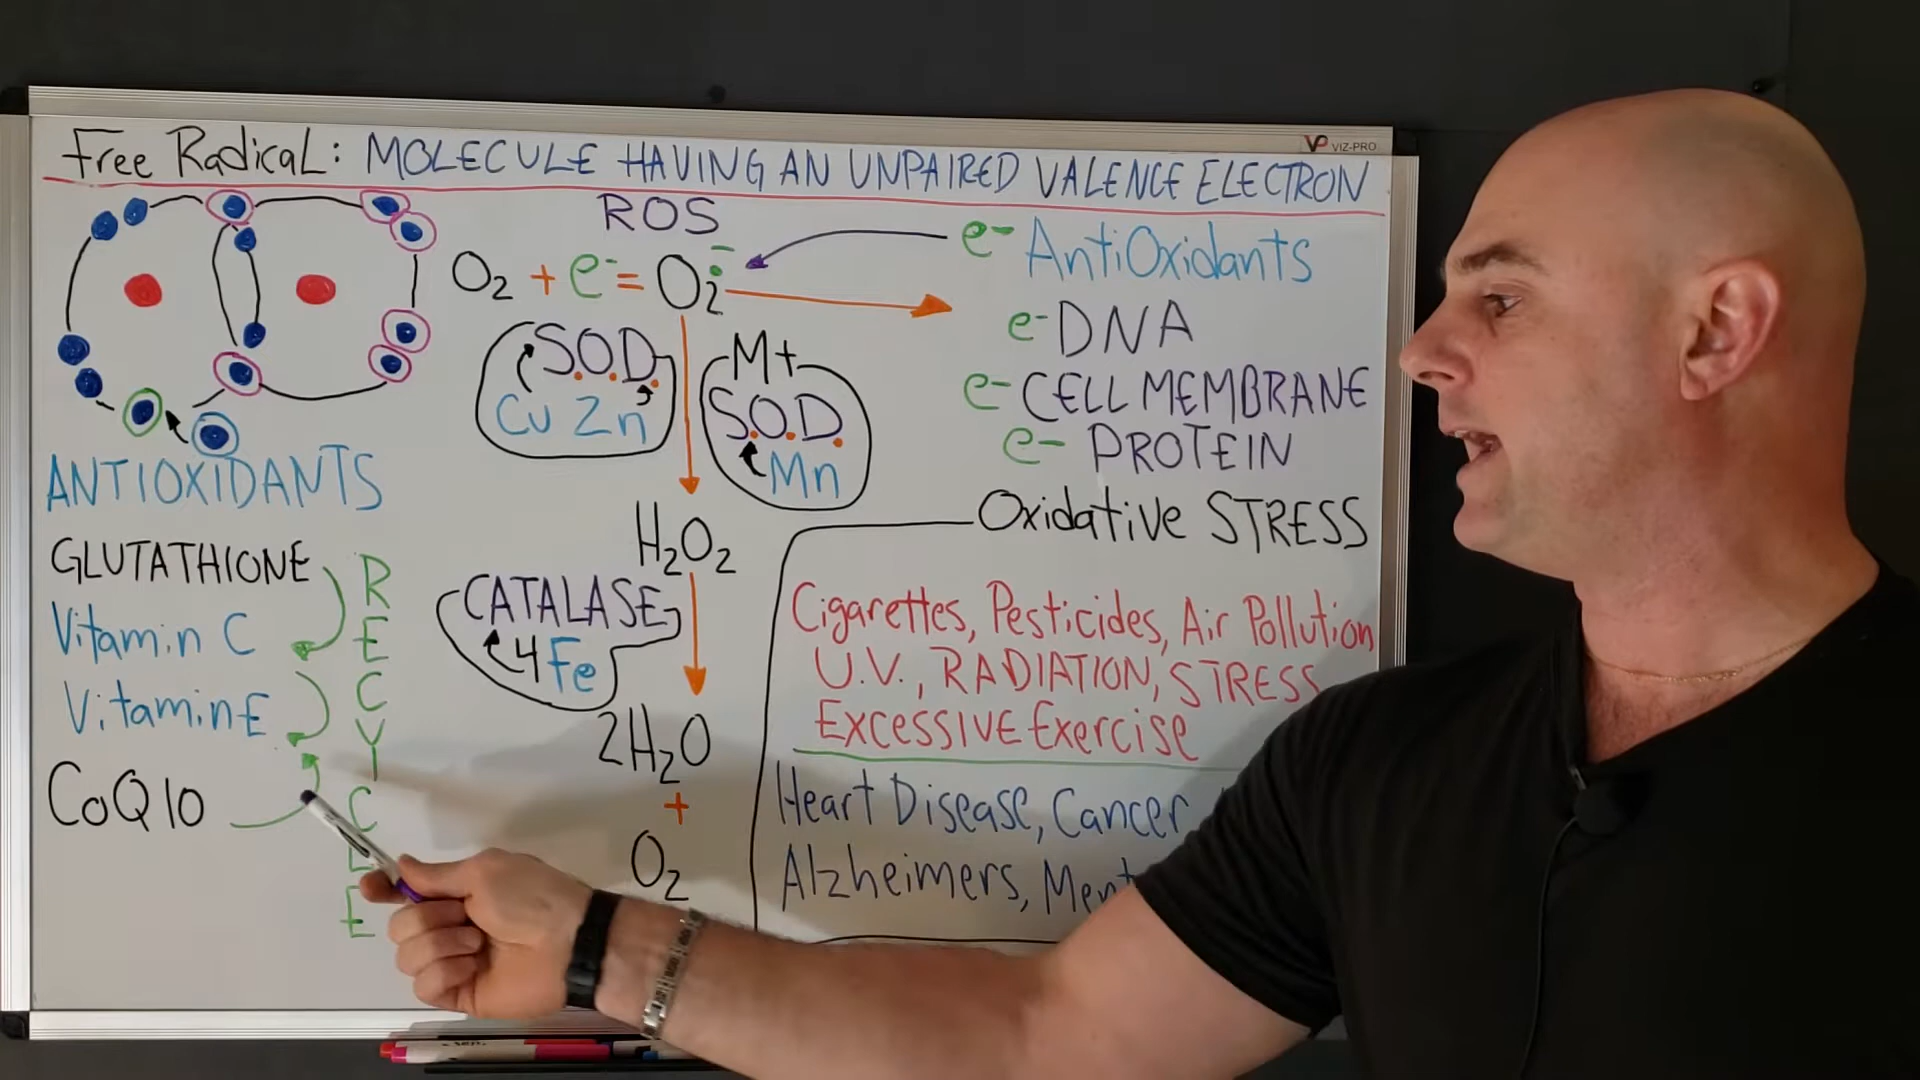 VP VIZ-PRO
Free Radical: MOLECULE HAVING AN UNPAIRED VALENCE ELECTRON
ROS
O2 + e- = O2
e- AntiOxidants
e- DNA
e- CELL MEMBRANE
e- PROTEIN
S.O.D.
Cu Zn
Mt
S.O.D.
Mn
ANTIOXIDANTS
GLUTATHIONE
Vitamin C
Vitamin E
CoQ10
RECYCLE
H2O2
CATALASE
4 Fe
2H2O
+
O2
Oxidative STRESS
Cigarettes, Pesticides, Air Pollution
U.V., RADIATION, STRESS
EXCESSIVE Exercise
Heart Disease, Cancer
Alzheimers,